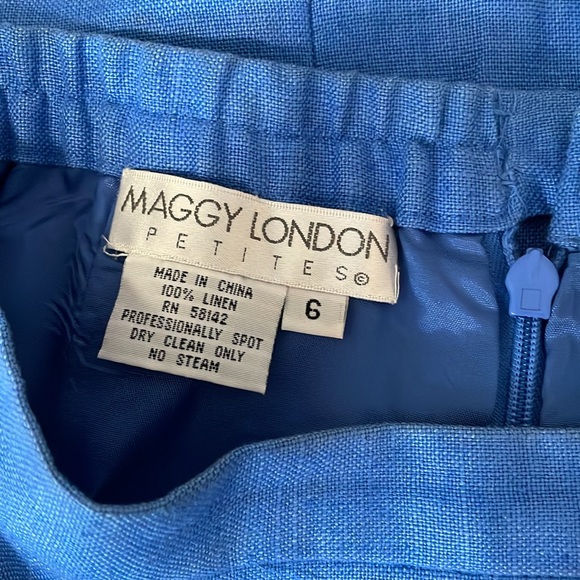 MAGGY LONDON
PETITES©
MADE IN CHINA
100% LINEN
RN 58142
PROFESSIONALLY SPOT
DRY CLEAN ONLY
NO STEAM
6